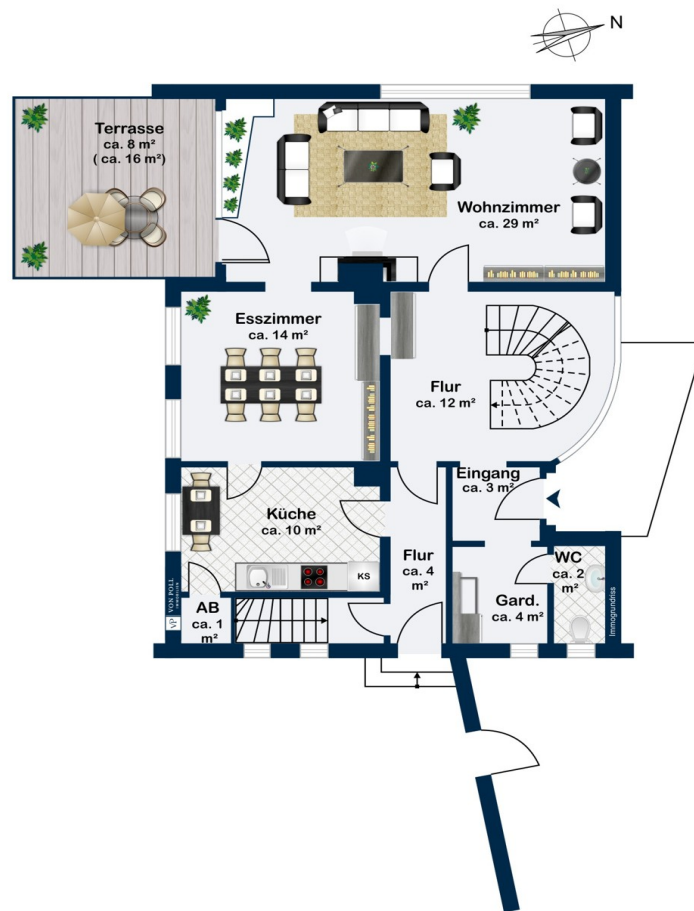 N
Terrasse
ca. 8 m²
( ca. 16 m²)
Wohnzimmer
ca. 29 m²
Esszimmer
ca. 14 m²
Flur
ca. 12 m²
Eingang
ca. 3 m²
Küche
ca. 10 m²
KS
Flur
ca. 4
m²
WC
ca. 2
m²
Gard.
ca. 4 m²
AB
ca. 1
m²
VON POLL
IMMOBILIEN
VP
Immogrundriss